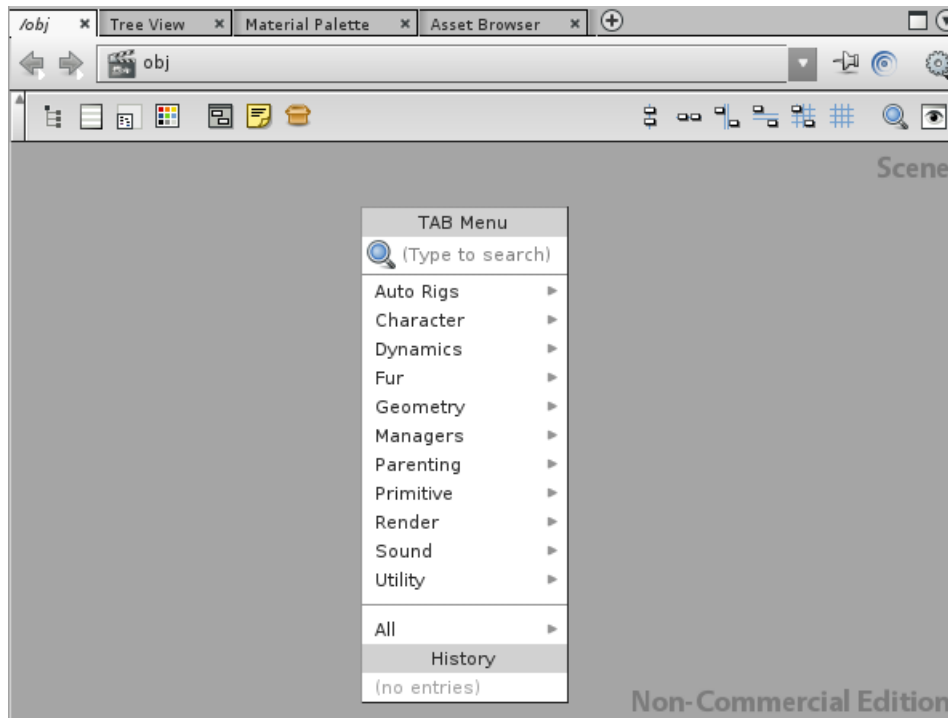 /obj Tree View Material Palette Asset Browser
obj
Scene
TAB Menu
(Type to search)
Auto Rigs
Character
Dynamics
Fur
Geometry
Managers
Parenting
Primitive
Render
Sound
Utility
All
History
(no entries)
Non-Commercial Edition